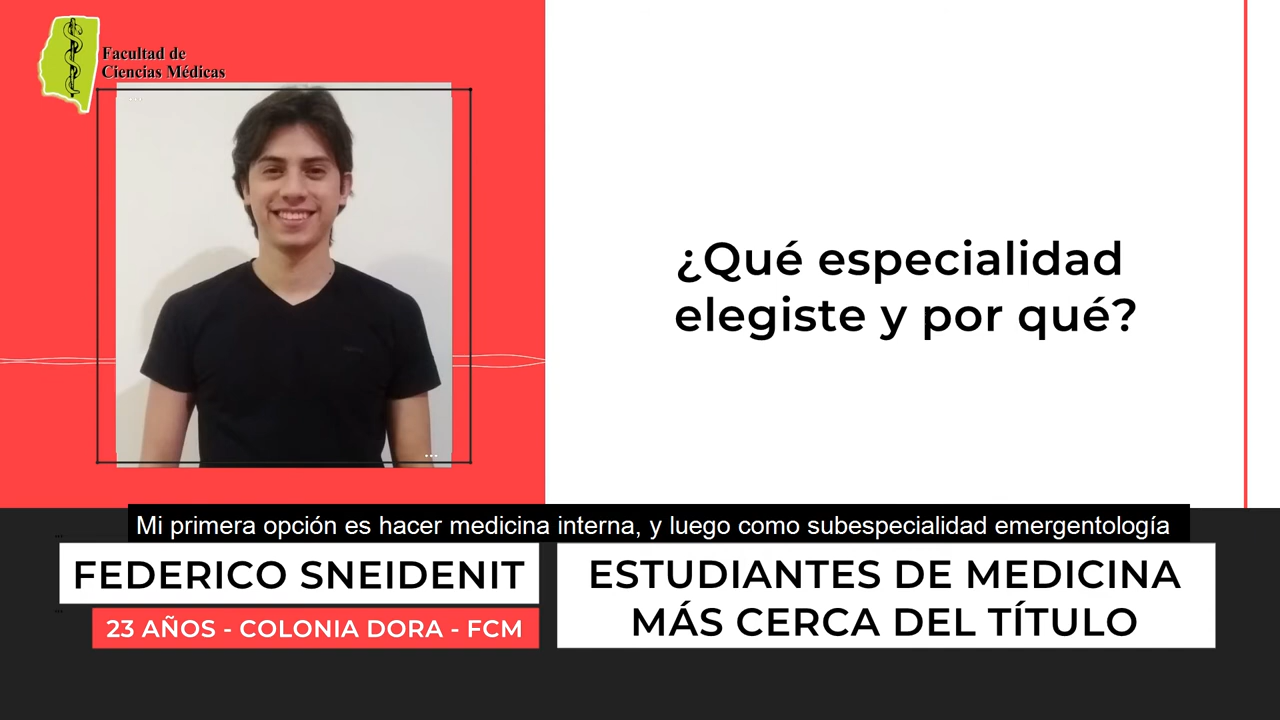 Facultad de
Ciencias Médicas
¿Qué especialidad
elegiste y por qué?
Mi primera opción es hacer medicina interna, y luego como subespecialidad emergentología
FEDERICO SNEIDENIT
23 AÑOS - COLONIA DORA - FCM
ESTUDIANTES DE MEDICINA
MÁS CERCA DEL TÍTULO